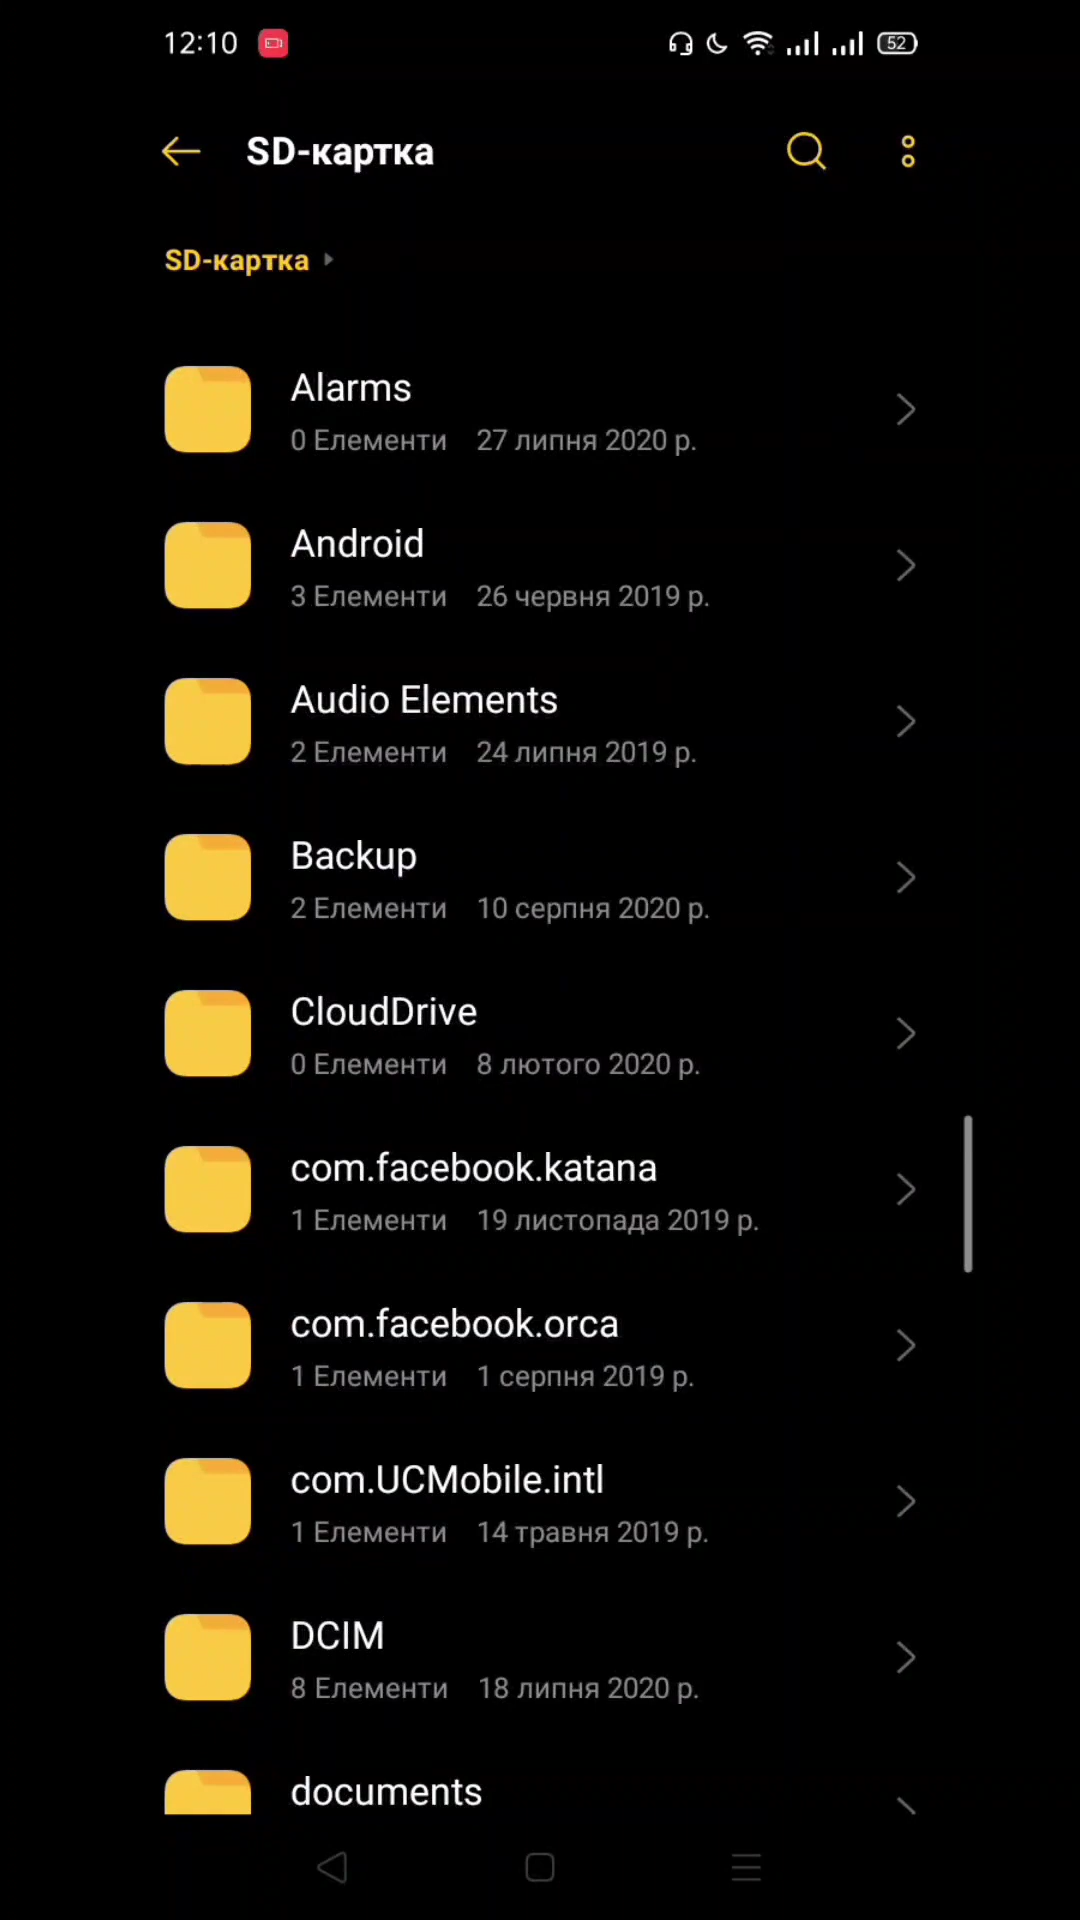 12:10
52
SD-картка
SD-картка
Alarms
0 Елементи 27 липня 2020 р.
Android
3 Елементи 26 червня 2019 р.
Audio Elements
2 Елементи 24 липня 2019 р.
Backup
2 Елементи 10 серпня 2020 р.
CloudDrive
0 Елементи 8 лютого 2020 р.
com.facebook.katana
1 Елементи 19 листопада 2019 р.
com.facebook.orca
1 Елементи 1 серпня 2019 р.
com.UCMobile.intl
1 Елементи 14 травня 2019 р.
DCIM
8 Елементи 18 липня 2020 р.
documents